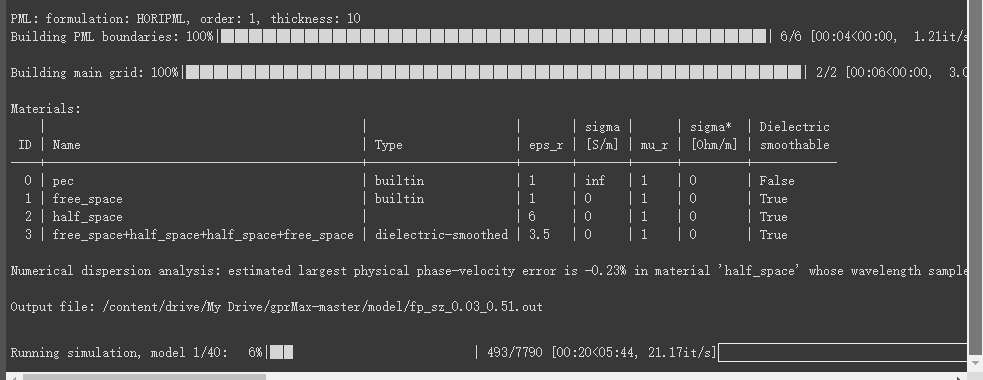 PML: formulation: HORIPML, order: 1, thickness: 10
Building PML boundaries: 100%| | 6/6 [00:04<00:00, 1.21it/s
Building main grid: 100%| | 2/2 [00:06<00:00, 3.0
Materials:
| | | | sigma | | sigma* | Dielectric
ID | Name | Type | eps_r | [S/m] | mu_r | [Ohm/m] | smoothable
0 | pec | builtin | 1 | inf | 1 | 0 | False
1 | free_space | builtin | 1 | 0 | 1 | 0 | True
2 | half_space | | 6 | 0 | 1 | 0 | True
3 | free_space+half_space+half_space+free_space | dielectric-smoothed | 3.5 | 0 | 1 | 0 | True
Numerical dispersion analysis: estimated largest physical phase-velocity error is -0.23% in material 'half_space' whose wavelength sample
Output file: /content/drive/My Drive/gprMax-master/model/fp_sz_0.03_0.51.out
Running simulation, model 1/40: 6%| | 493/7790 [00:20<05:44, 21.17it/s]